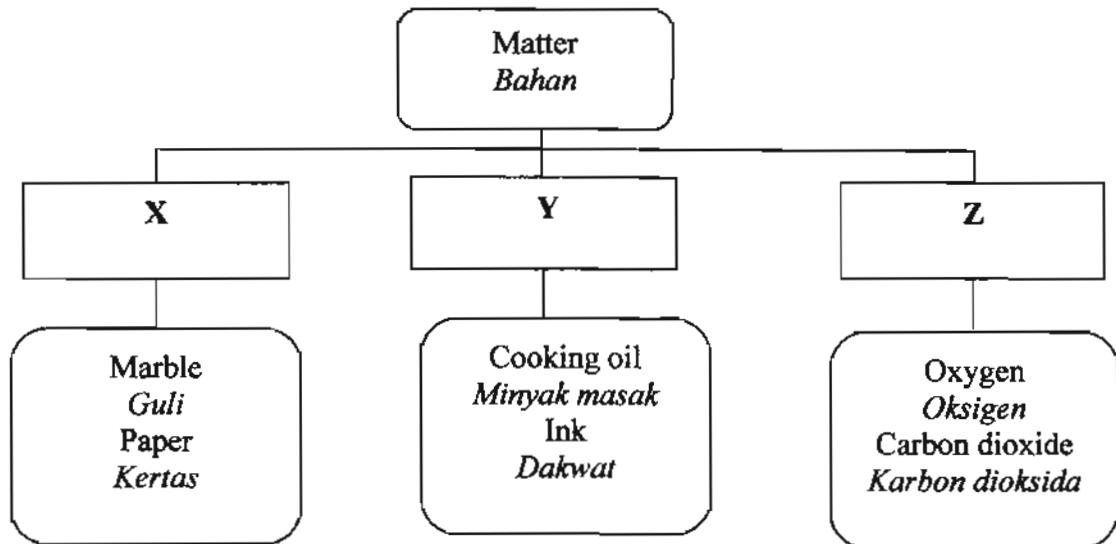 Matter
Bahan
X
Y
Z
Marble
Guli
Paper
Kertas
Cooking oil
Minyak masak
Ink
Dakwat
Oxygen
Oksigen
Carbon dioxide
Karbon dioksida